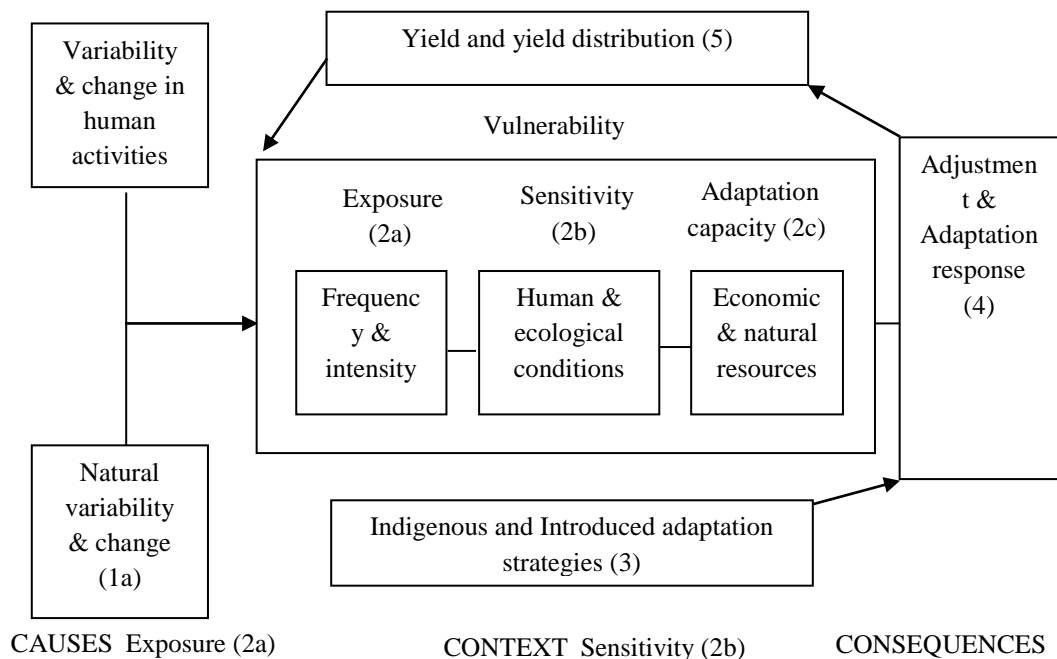 Variability
& change in
human
activities
Yield and yield distribution (5)
Vulnerability
Exposure
(2a)
Sensitivity
(2b)
Adaptation
capacity (2c)
Frequenc
y &
intensity
Human &
ecological
conditions
Economic
& natural
resources
Adjustmen
t &
Adaptation
response
(4)
Natural
variability
& change
(1a)
Indigenous and Introduced adaptation
strategies (3)
CAUSES Exposure (2a)
CONTEXT Sensitivity (2b)
CONSEQUENCES